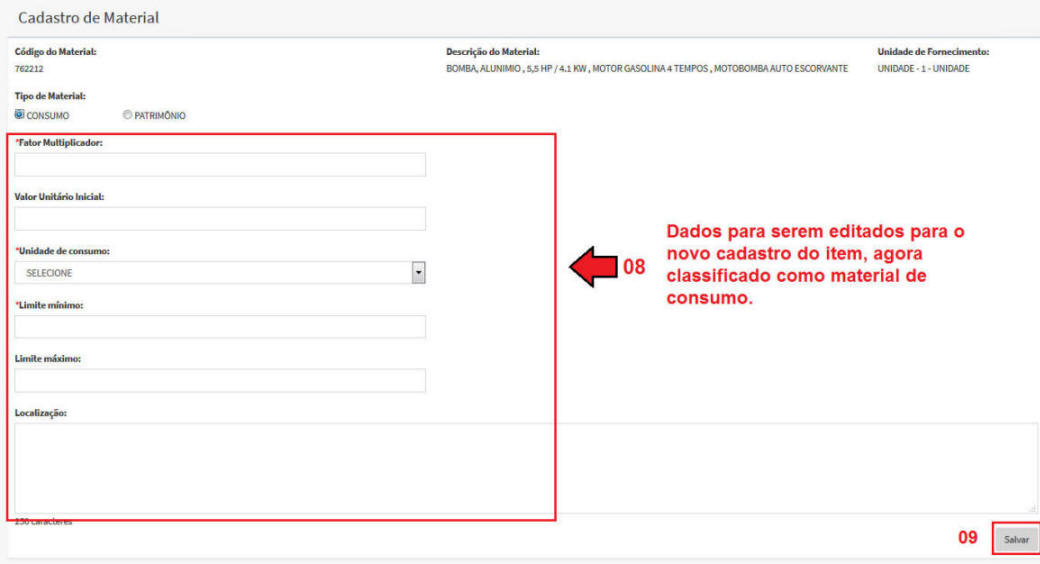 Cadastro de Material
Código do Material:
762212
Descrição do Material:
BOMBA, ALUNIMIO , 5,5 HP / 4.1 KW , MOTOR GASOLINA 4 TEMPOS , MOTOBOMBA AUTO ESCORVANTE
Unidade de Fornecimento:
UNIDADE - 1 - UNIDADE
Tipo de Material:
CONSUMO
PATRIMÔNIO
*Fator Multiplicador:
Valor Unitário Inicial:
*Unidade de consumo:
SELECIONE
*Limite mínimo:
Limite máximo:
Localização:
250 caracteres
08
Dados para serem editados para o
novo cadastro do item, agora
classificado como material de
consumo.
09
Salvar